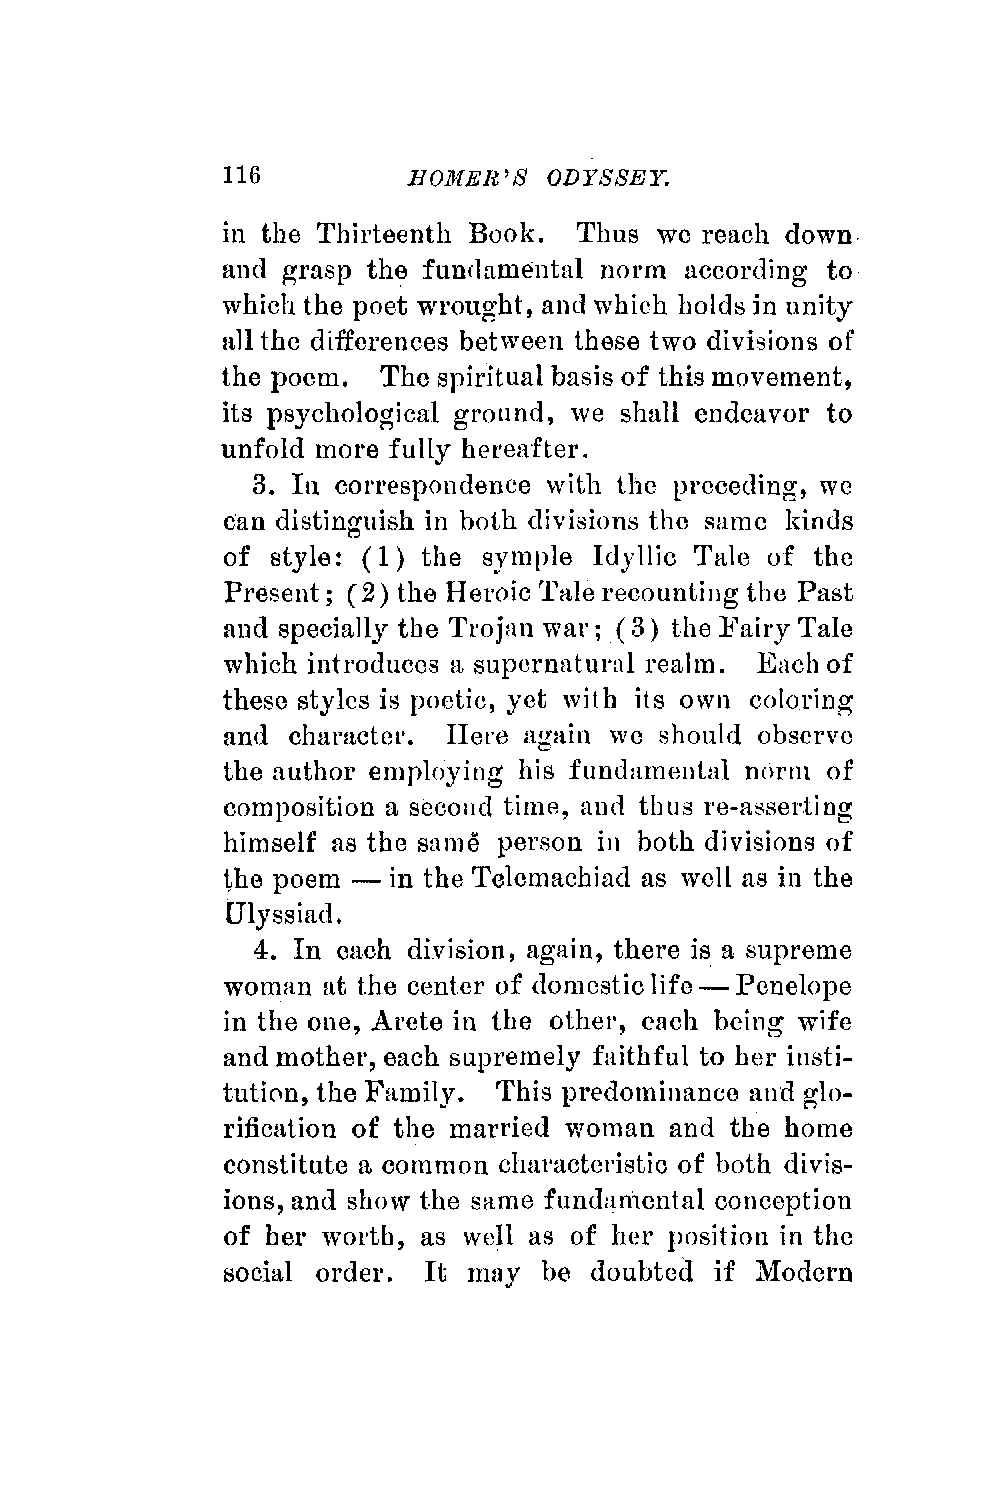 116 HOMER'S ODYSSEY.
in the Thirteenth Book. Thus we reach down
and grasp the fundamental norm according to
which the poet wrought, and which holds in unity
all the differences between these two divisions of
the poem. The spiritual basis of this movement,
its psychological ground, we shall endeavor to
unfold more fully hereafter.
3. In correspondence with the preceding, we
can distinguish in both divisions the same kinds
of style: (1) the symple Idyllic Tale of the
Present; (2) the Heroic Tale recounting the Past
and specially the Trojan war; (3) the Fairy Tale
which introduces a supernatural realm. Each of
these styles is poetic, yet with its own coloring
and character. Here again we should observe
the author employing his fundamental norm of
composition a second time, and thus re-asserting
himself as the same person in both divisions of
the poem — in the Telemachiad as well as in the
Ulyssiad.
4. In each division, again, there is a supreme
woman at the center of domestic life — Penelope
in the one, Arete in the other, each being wife
and mother, each supremely faithful to her insti-
tution, the Family. This predominance and glo-
rification of the married woman and the home
constitute a common characteristic of both divis-
ions, and show the same fundamental conception
of her worth, as well as of her position in the
social order. It may be doubted if Modern